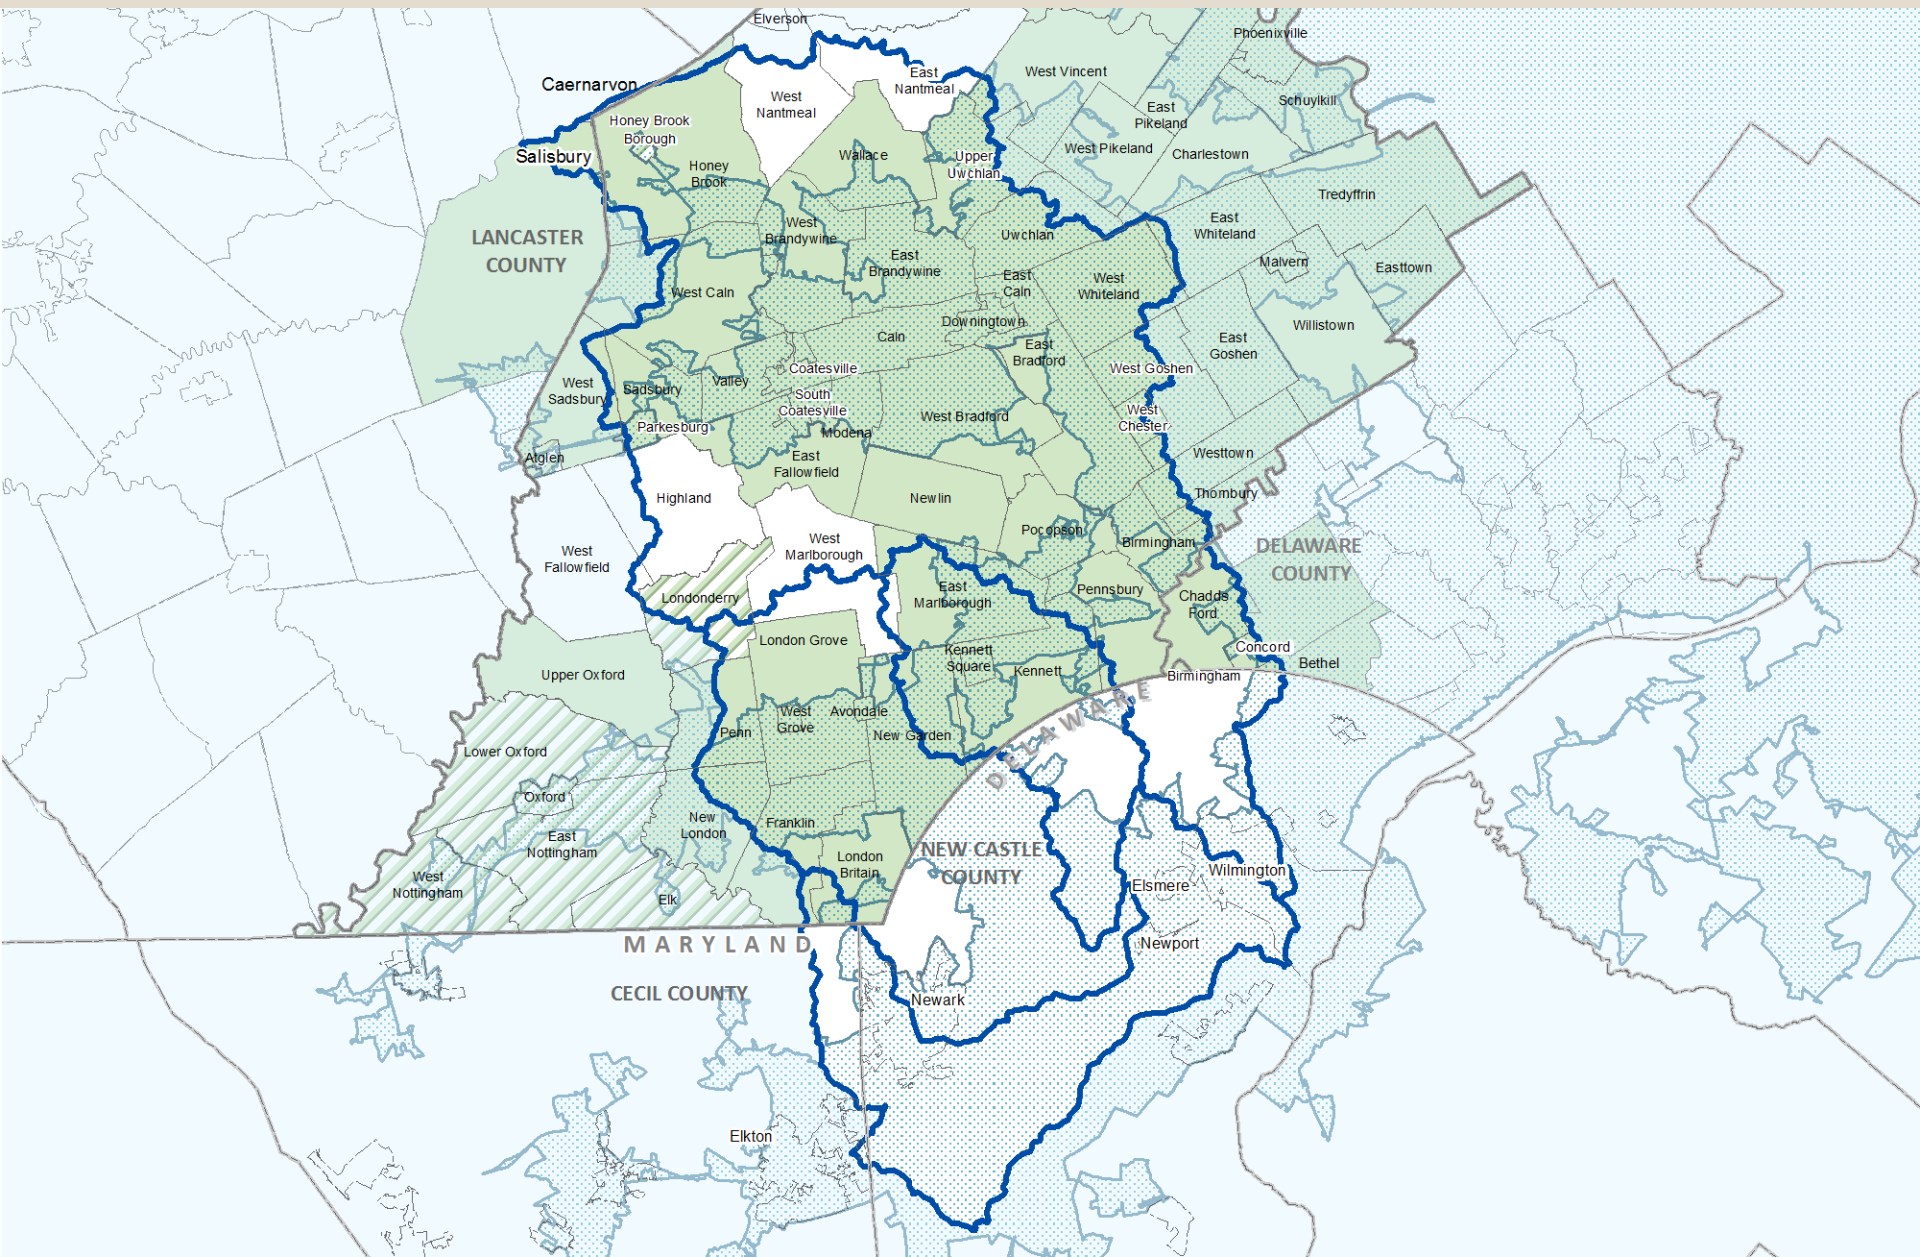 Elverson
Phoenixville
Caernarvon
East
Nantmeal
West Vincent
West
Nantmeal
Schuylkill
East
Pikeland
Honey Brook
Borough
West Pikeland
Charlestown
Salisbury
Wallace
Upper
Uwchlan
Honey
Brook
Tredyffrin
West
Brandywine
Uwchlan
East
Whiteland
LANCASTER
COUNTY
East
Brandywine
Malvern
Easttown
West Caln
East
Caln
West
Whiteland
Downingtown
Willistown
Caln
East
Goshen
East
Bradford
Coatesville
West Goshen
West
Sadsbury
Sadsbury
Valley
South
Coatesville
West Bradford
West
Chester
Parkesburg
Modena
Atglen
East
Fallowfield
Westtown
Highland
Newlin
Thornbury
Pocopson
West
Marlborough
Birmingham
DELAWARE
COUNTY
West
Fallowfield
Londonderry
East
Marlborough
Pennsbury
Chadds
Ford
London Grove
Concord
Kennett
Square
Kennett
Bethel
Upper Oxford
Birmingham
DELAWARE
West
Grove
Avondale
Penn
New Garden
Lower Oxford
Oxford
New
London
Franklin
East
Nottingham
London
Britain
NEW CASTLE
COUNTY
West
Nottingham
Elk
Elsmere
Wilmington
MARYLAND
Newport
CECIL COUNTY
Newark
Elkton